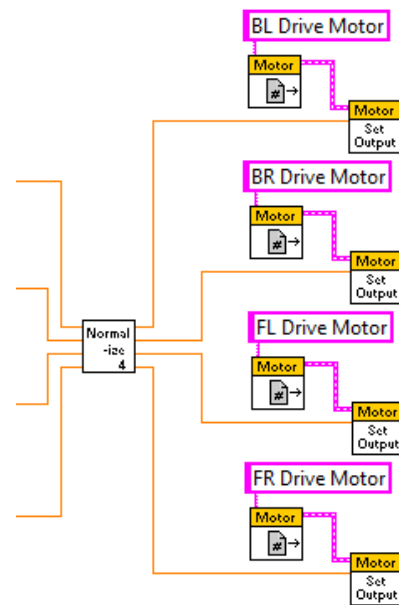 BL Drive Motor
Motor
#
Motor
Set
Output
BR Drive Motor
Motor
#
Motor
Set
Output
Normal
-ize
4
FL Drive Motor
Motor
#
Motor
Set
Output
FR Drive Motor
Motor
#
Motor
Set
Output